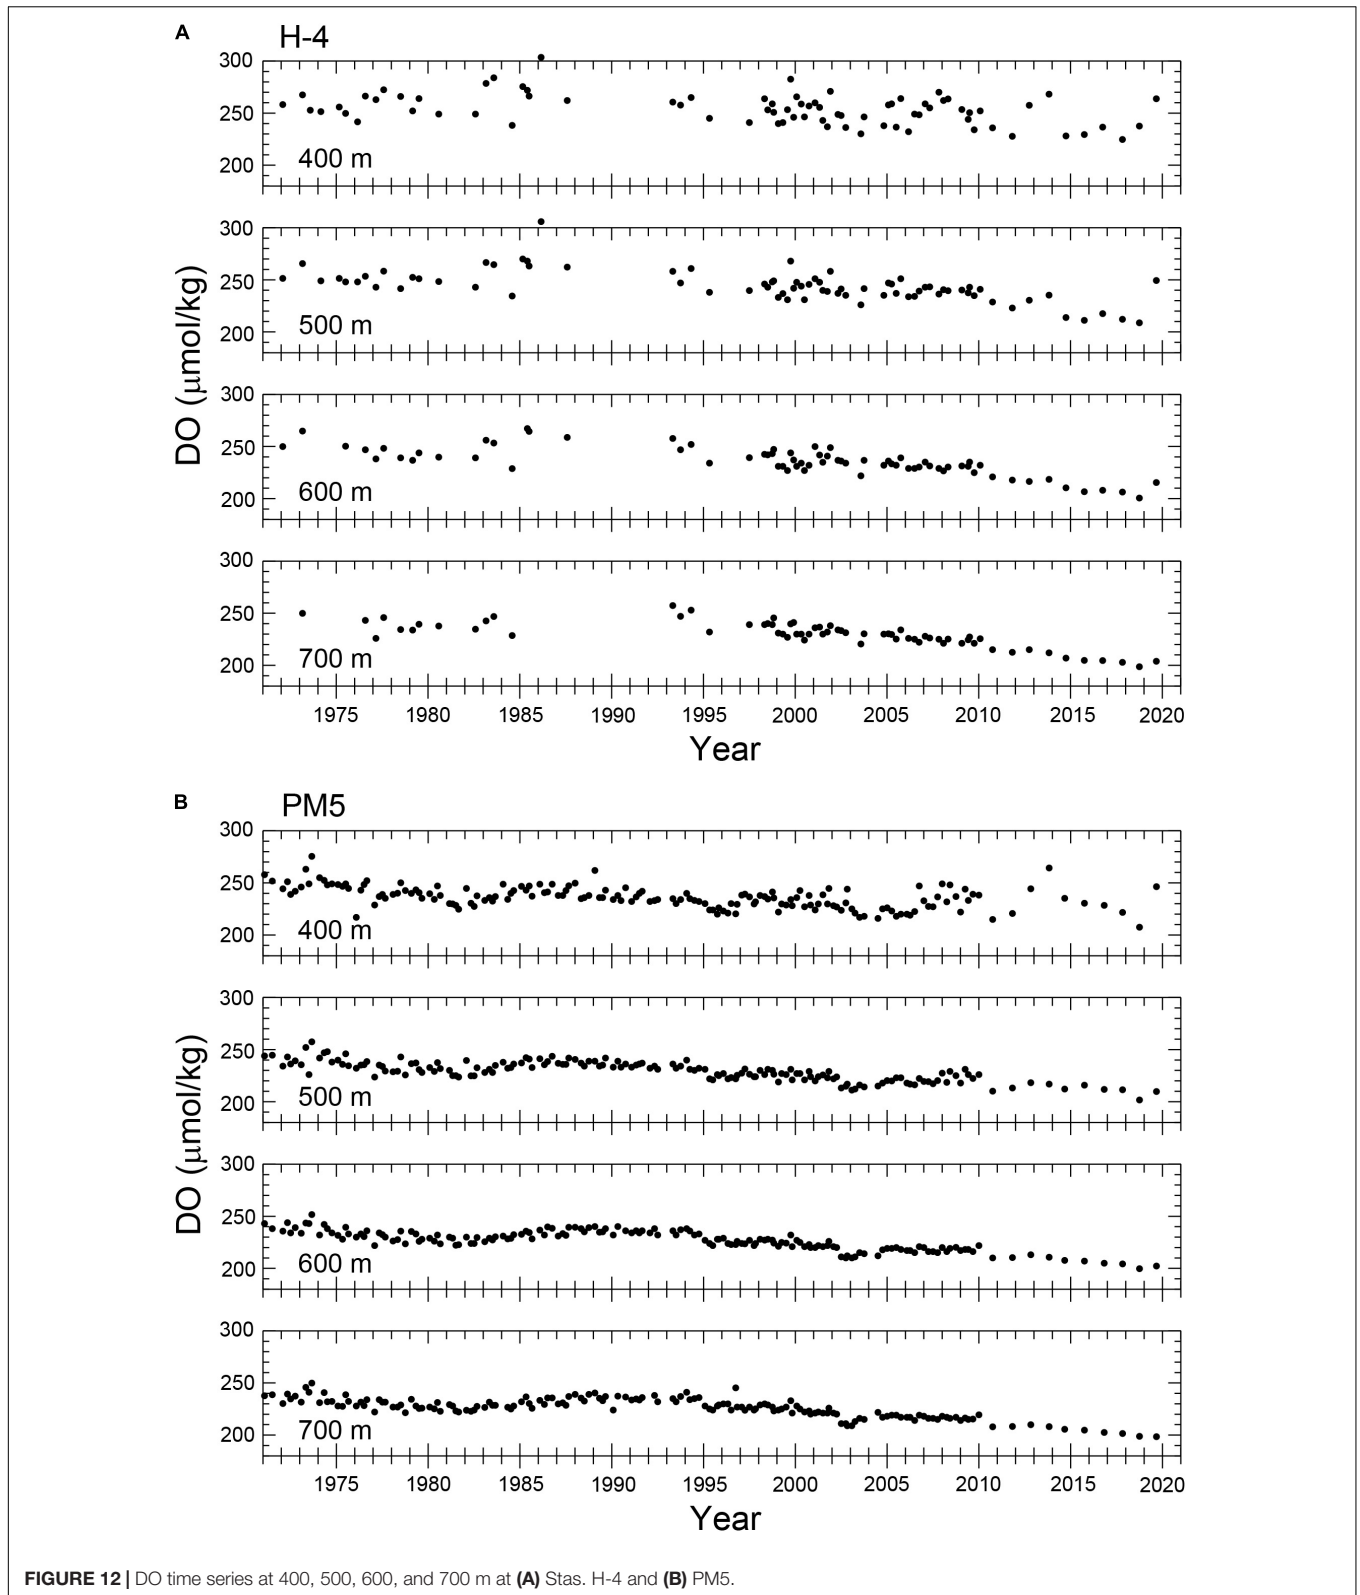 A
H-4
300
250
200
400 m
300
250
200
500 m
300
250
200
600 m
300
250
200
700 m
DO (μmol/kg)
1975 1980 1985 1990 1995 2000 2005 2010 2015 2020
Year
B
PM5
300
250
200
400 m
300
250
200
500 m
300
250
200
600 m
300
250
200
700 m
DO (μmol/kg)
1975 1980 1985 1990 1995 2000 2005 2010 2015 2020
Year
FIGURE 12 | DO time series at 400, 500, 600, and 700 m at (A) Stas. H-4 and (B) PM5.